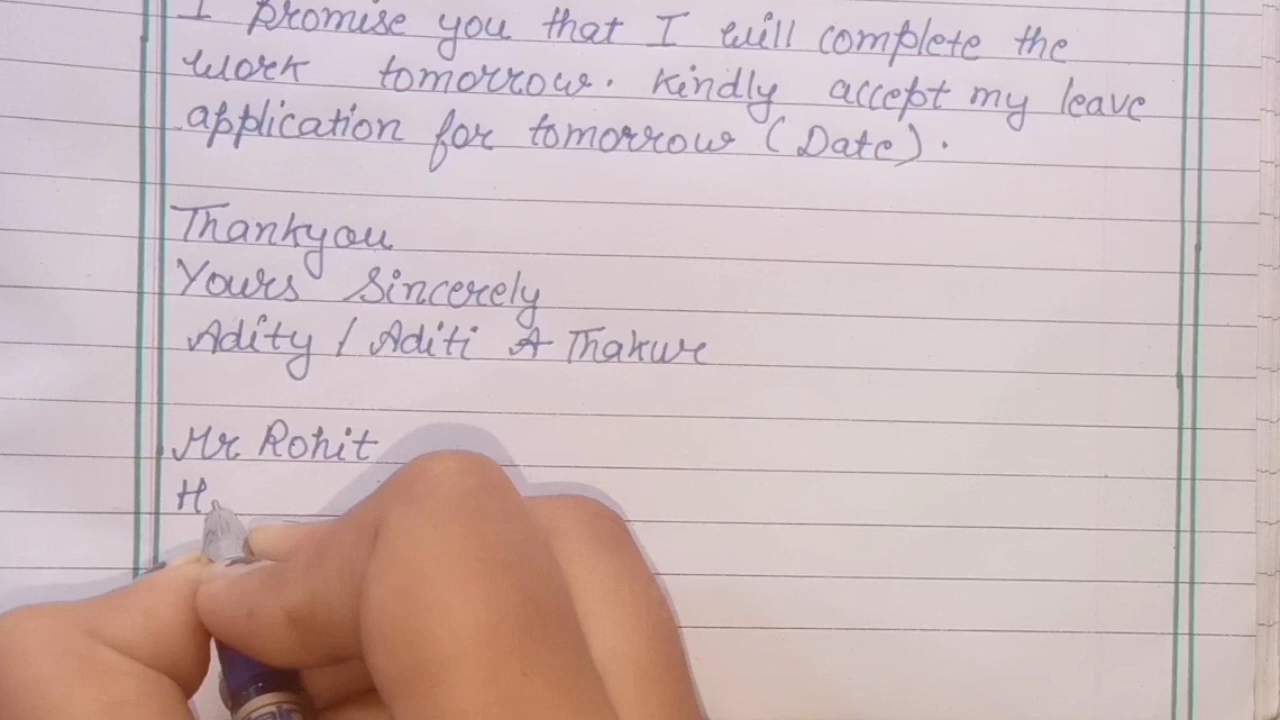 I promise you that I will complete the
work tomorrow. Kindly accept my leave
application for tomorrow (Date).
Thankyou
Yours Sincerely
Adity / Aditi A Thakur
Mr Rohit
H